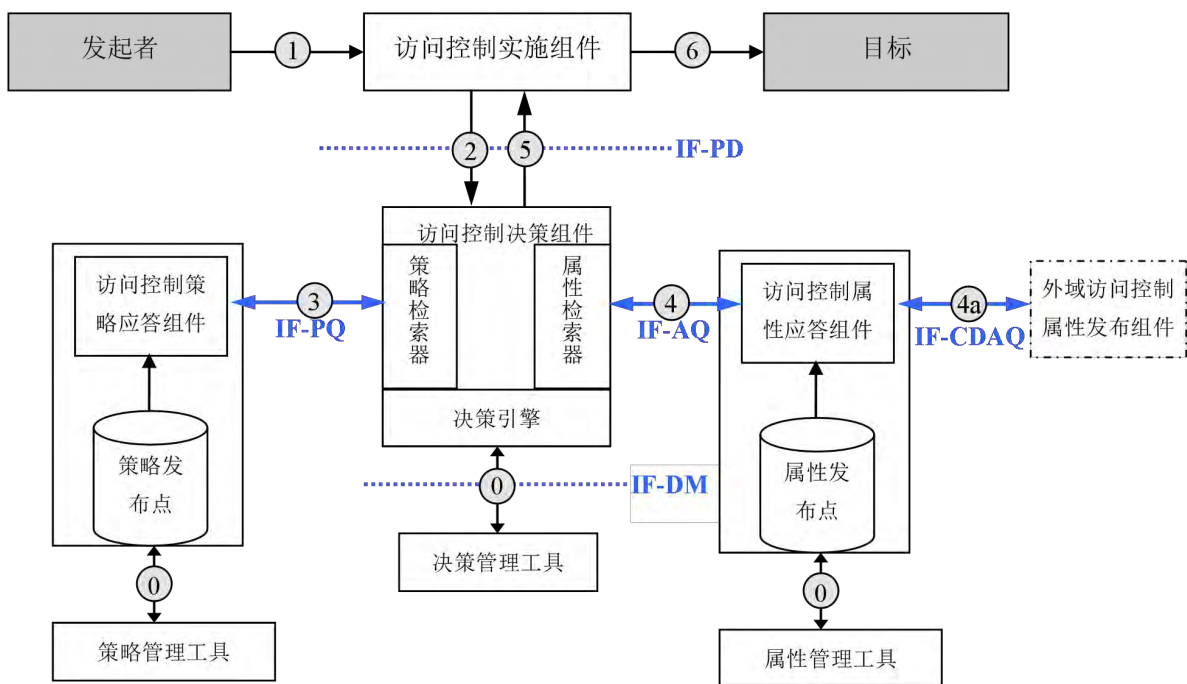 发起者
1
访问控制实施组件
6
目标
2
5
IF-PD
访问控制决策组件
策略检索器
属性检索器
决策引擎
访问控制策
略应答组件
3
IF-PQ
4
IF-AQ
访问控制属
性应答组件
4a
IF-CDAQ
外域访问控制
属性发布组件
策略发
布点
0
IF-DM
属性发
布点
决策管理工具
0
策略管理工具
0
属性管理工具